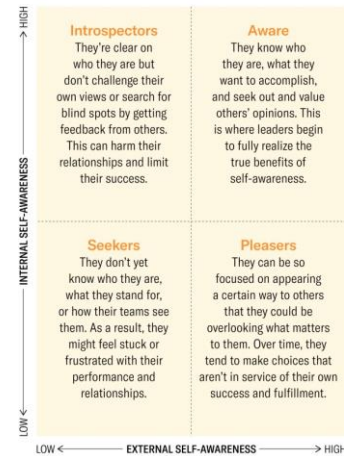 Introspectors
They're clear on
who they are but
don't challenge their
own views or search for
blind spots by getting
feedback from others.
This can harm their
relationships and limit
their success.
Aware
They know who
they are, what they
want to accomplish,
and seek out and value
others' opinions. This
is where leaders begin
to fully realize the
true benefits of
self-awareness.
Seekers
They don't yet
know who they are,
what they stand for,
or how their teams see
them. As a result, they
might feel stuck or
frustrated with their
performance and
relationships.
Pleasers
They can be so
focused on appearing
a certain way to others
that they could be
overlooking what matters
to them. Over time, they
tend to make choices that
aren't in service of their own
success and fulfillment.
LOW < INTERNAL SELF-AWARENESS > HIGH
LOW < EXTERNAL SELF-AWARENESS > HIGH